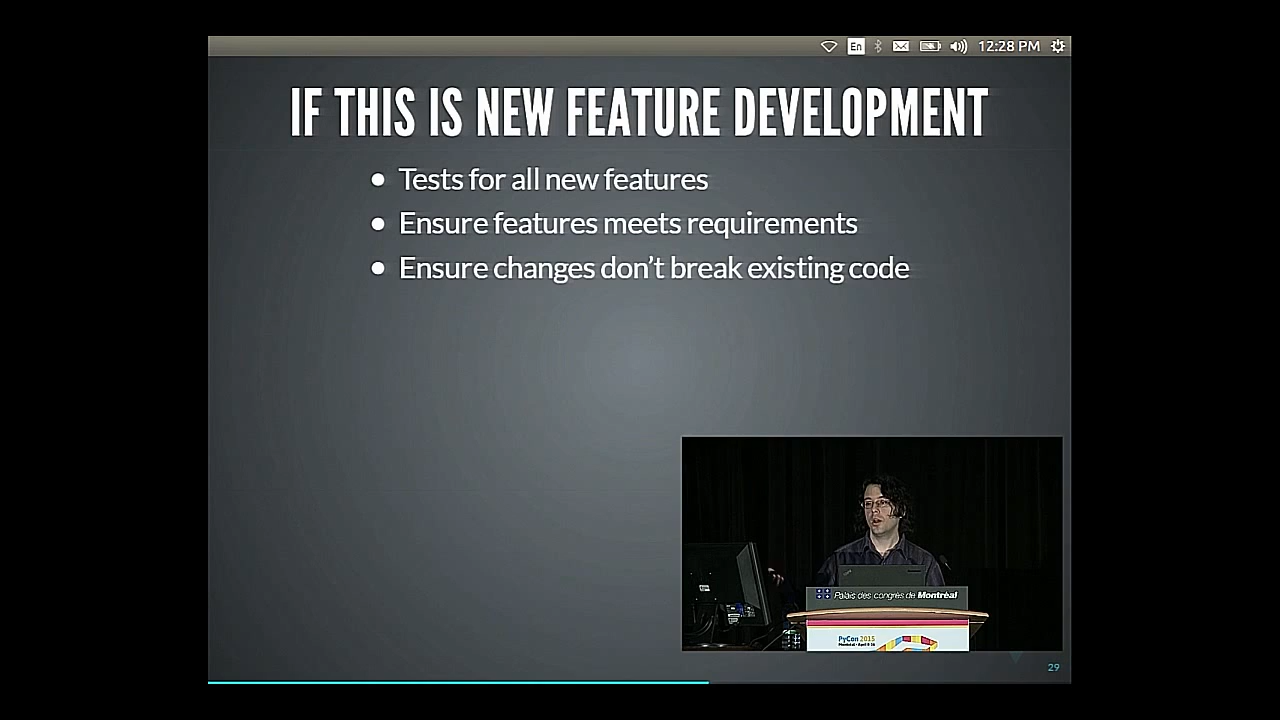 En 12:28 PM
IF THIS IS NEW FEATURE DEVELOPMENT
Tests for all new features
Ensure features meets requirements
Ensure changes don't break existing code
Palais des congrès de Montréal
PyCon 2015
29